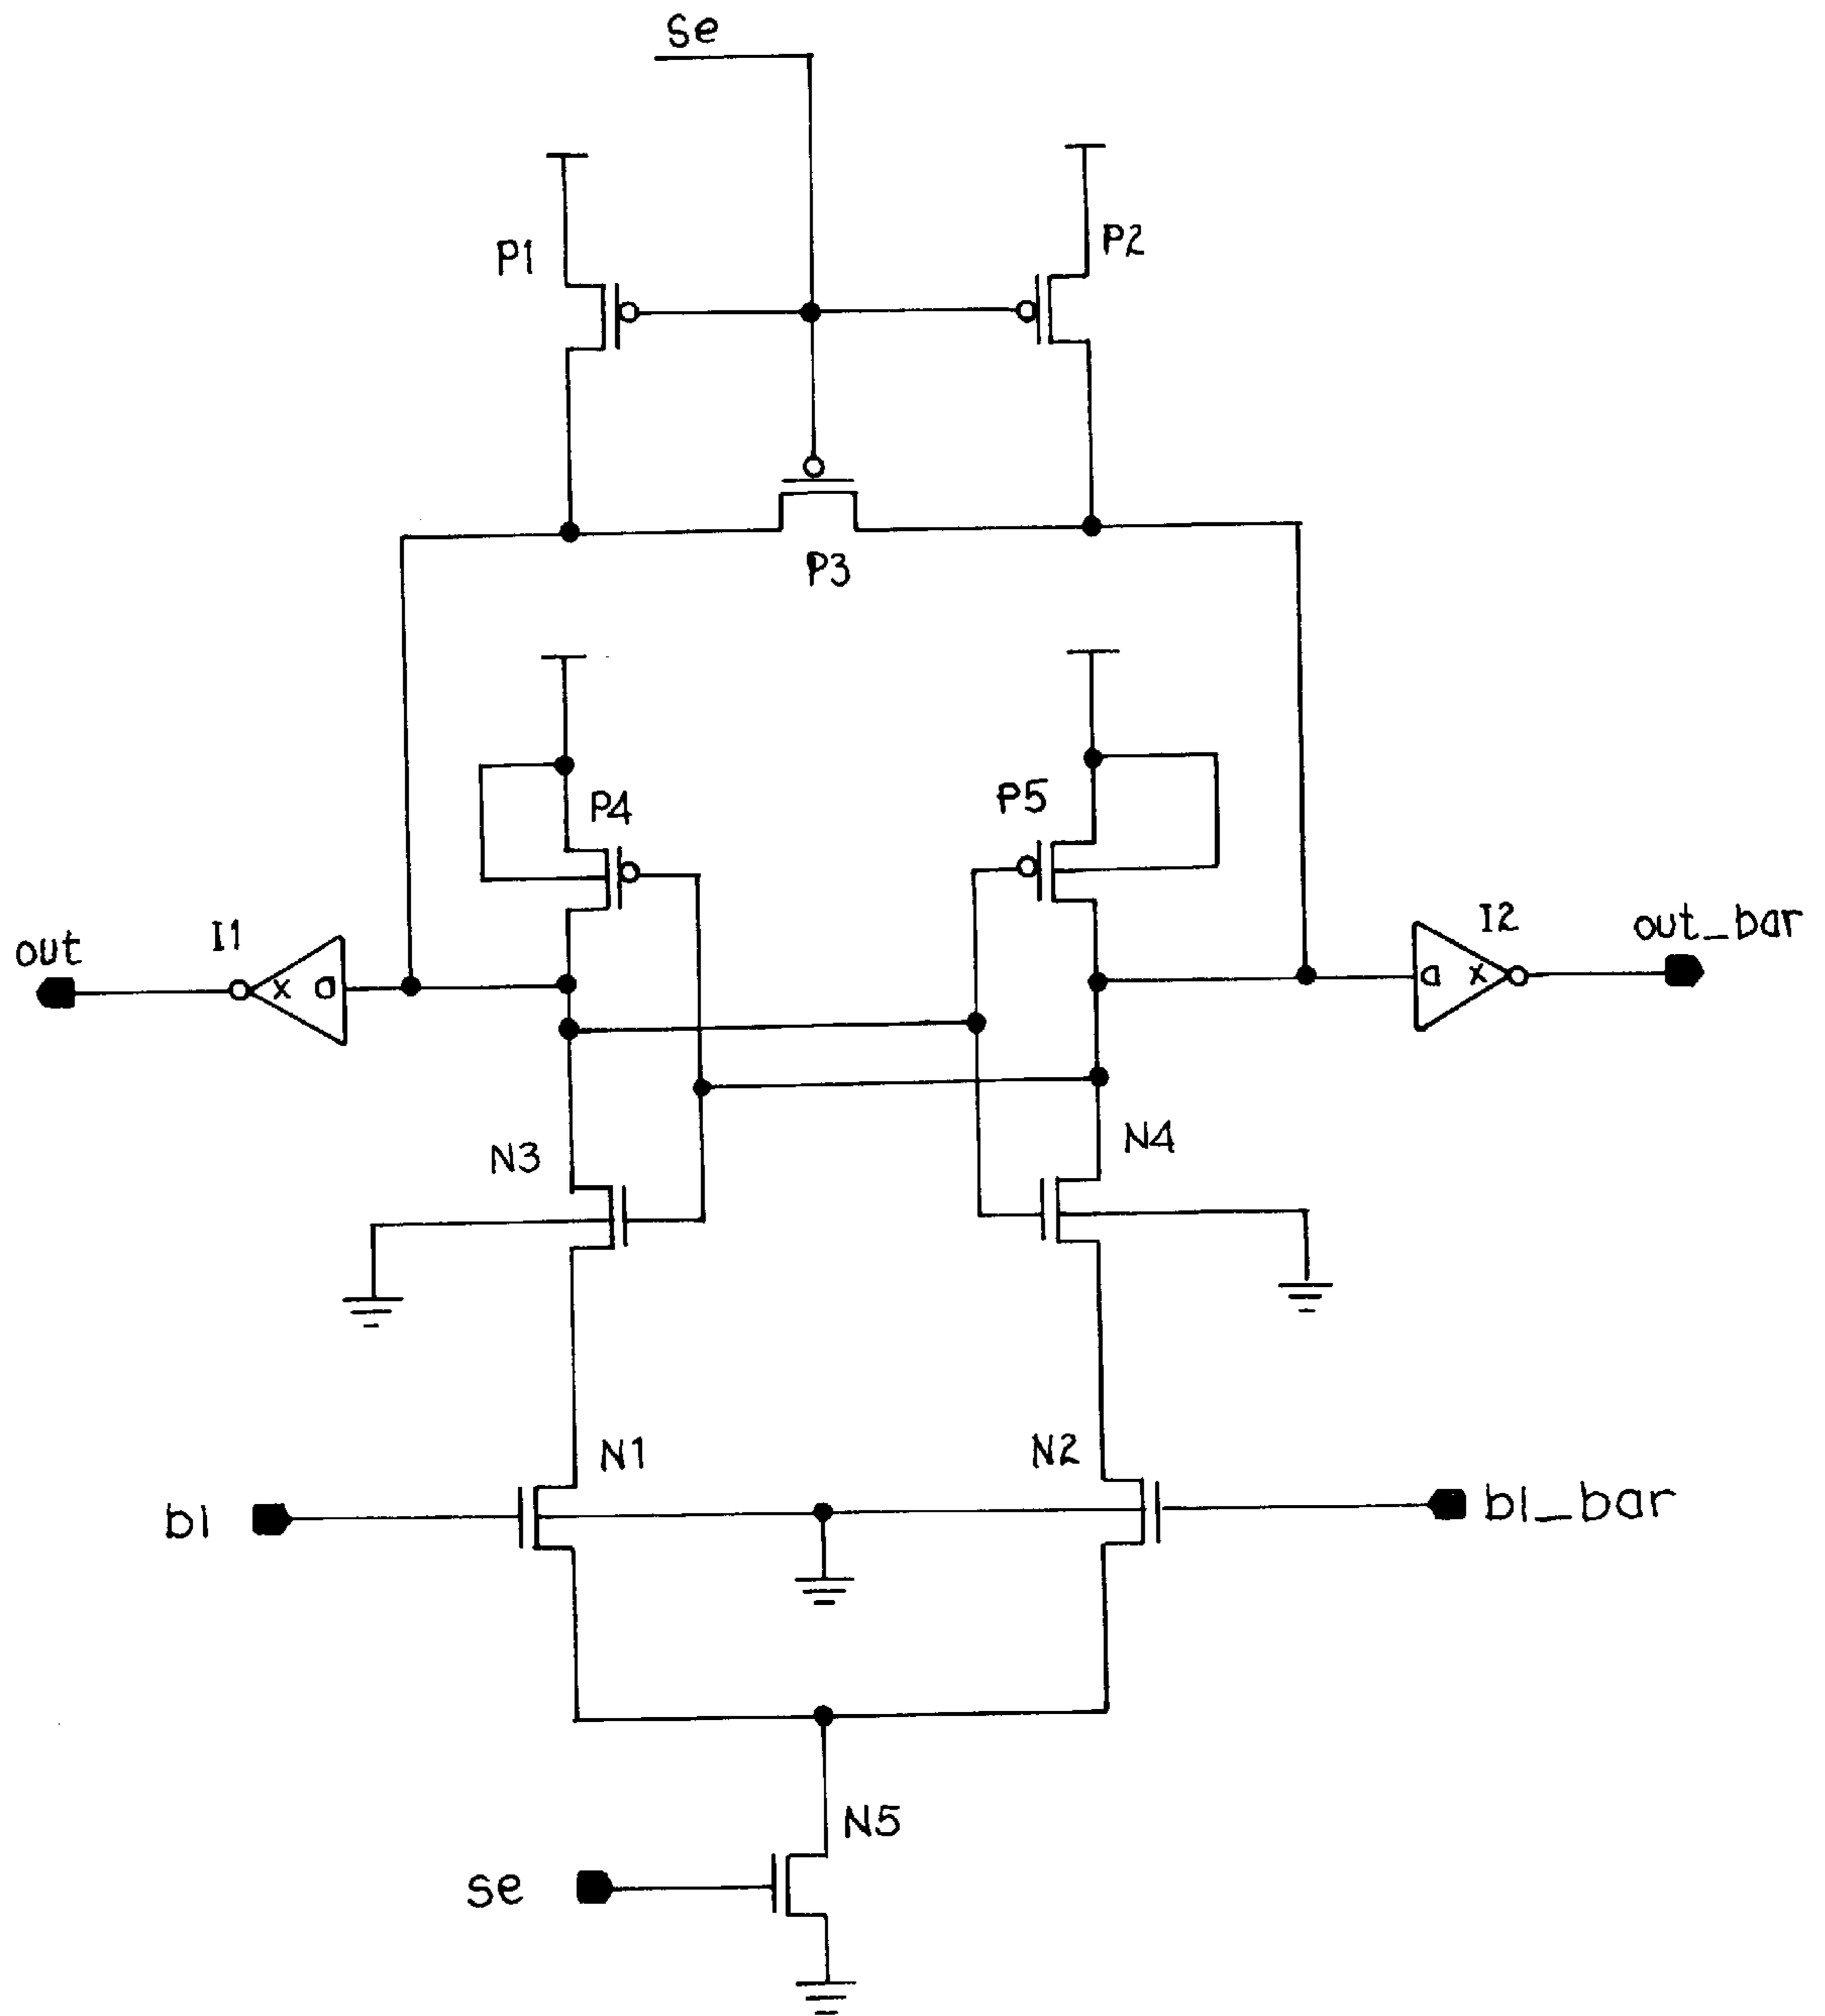 se
P1
P2
P3
P4
P5
out
I1
x a
I2
a x
out_bar
N3
N4
N1
N2
bl
bl_bar
N5
se